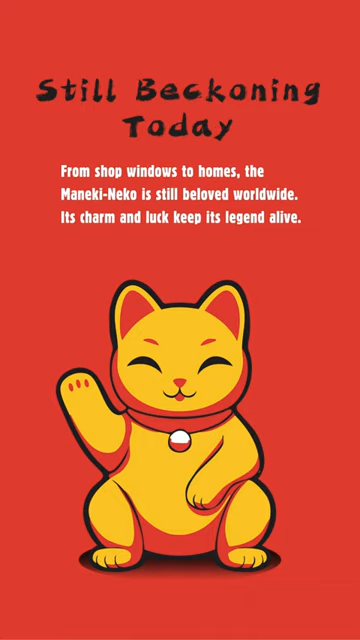 Still Beckoning
Today
From shop windows to homes, the
Maneki-Neko is still beloved worldwide.
Its charm and luck keep its legend alive.